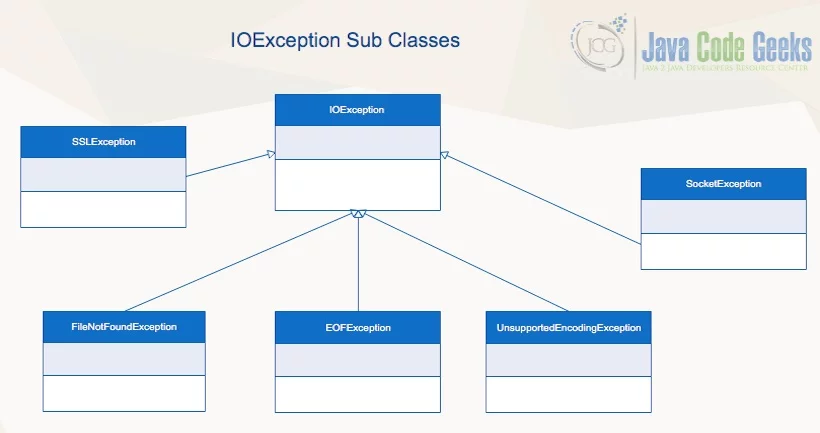 IOException Sub Classes
JCG
Java Code Geeks
JAVA 2 JAVA DEVELOPERS RESOURCE CENTER
IOException
SSLException
SocketException
FileNotFoundException
EOFException
UnsupportedEncodingException